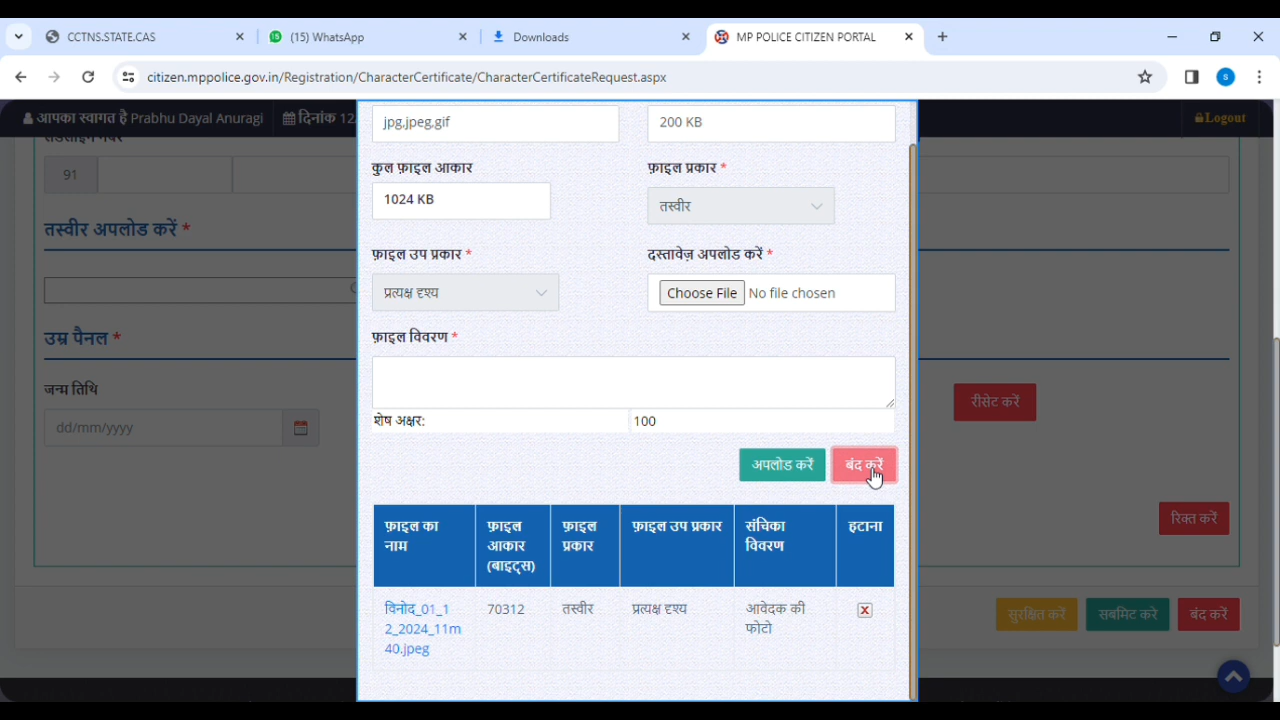 CCTNS.STATE.CAS
(15) WhatsApp
Downloads
MP POLICE CITIZEN PORTAL
citizen.mppolice.gov.in/Registration/CharacterCertificate/CharacterCertificateRequest.aspx
S
आपका स्वागत है Prabhu Dayal Anuragi
दिनांक 12
Logout
jpg,jpeg,gif
200 KB
91
कुल फ़ाइल आकार
फ़ाइल प्रकार *
1024 KB
तस्वीर
तस्वीर अपलोड करें *
फ़ाइल उप प्रकार *
दस्तावेज़ अपलोड करें *
प्रत्यक्ष दृश्य
Choose File No file chosen
उम्र पैनल *
फ़ाइल विवरण *
जन्म तिथि
रीसेट करें
dd/mm/yyyy
शेष अक्षर:
100
अपलोड करें
बंद करें
रिक्त करें
फ़ाइल का
नाम
फ़ाइल
आकार
(बाइट्स)
फ़ाइल
प्रकार
फ़ाइल उप प्रकार
संचिका
विवरण
हटाना
विनोद_01_1
2_2024_11m
40.jpeg
70312
तस्वीर
प्रत्यक्ष दृश्य
आवेदक की
फोटो
X
सुरक्षित करें
सबमिट करे
बंद करें